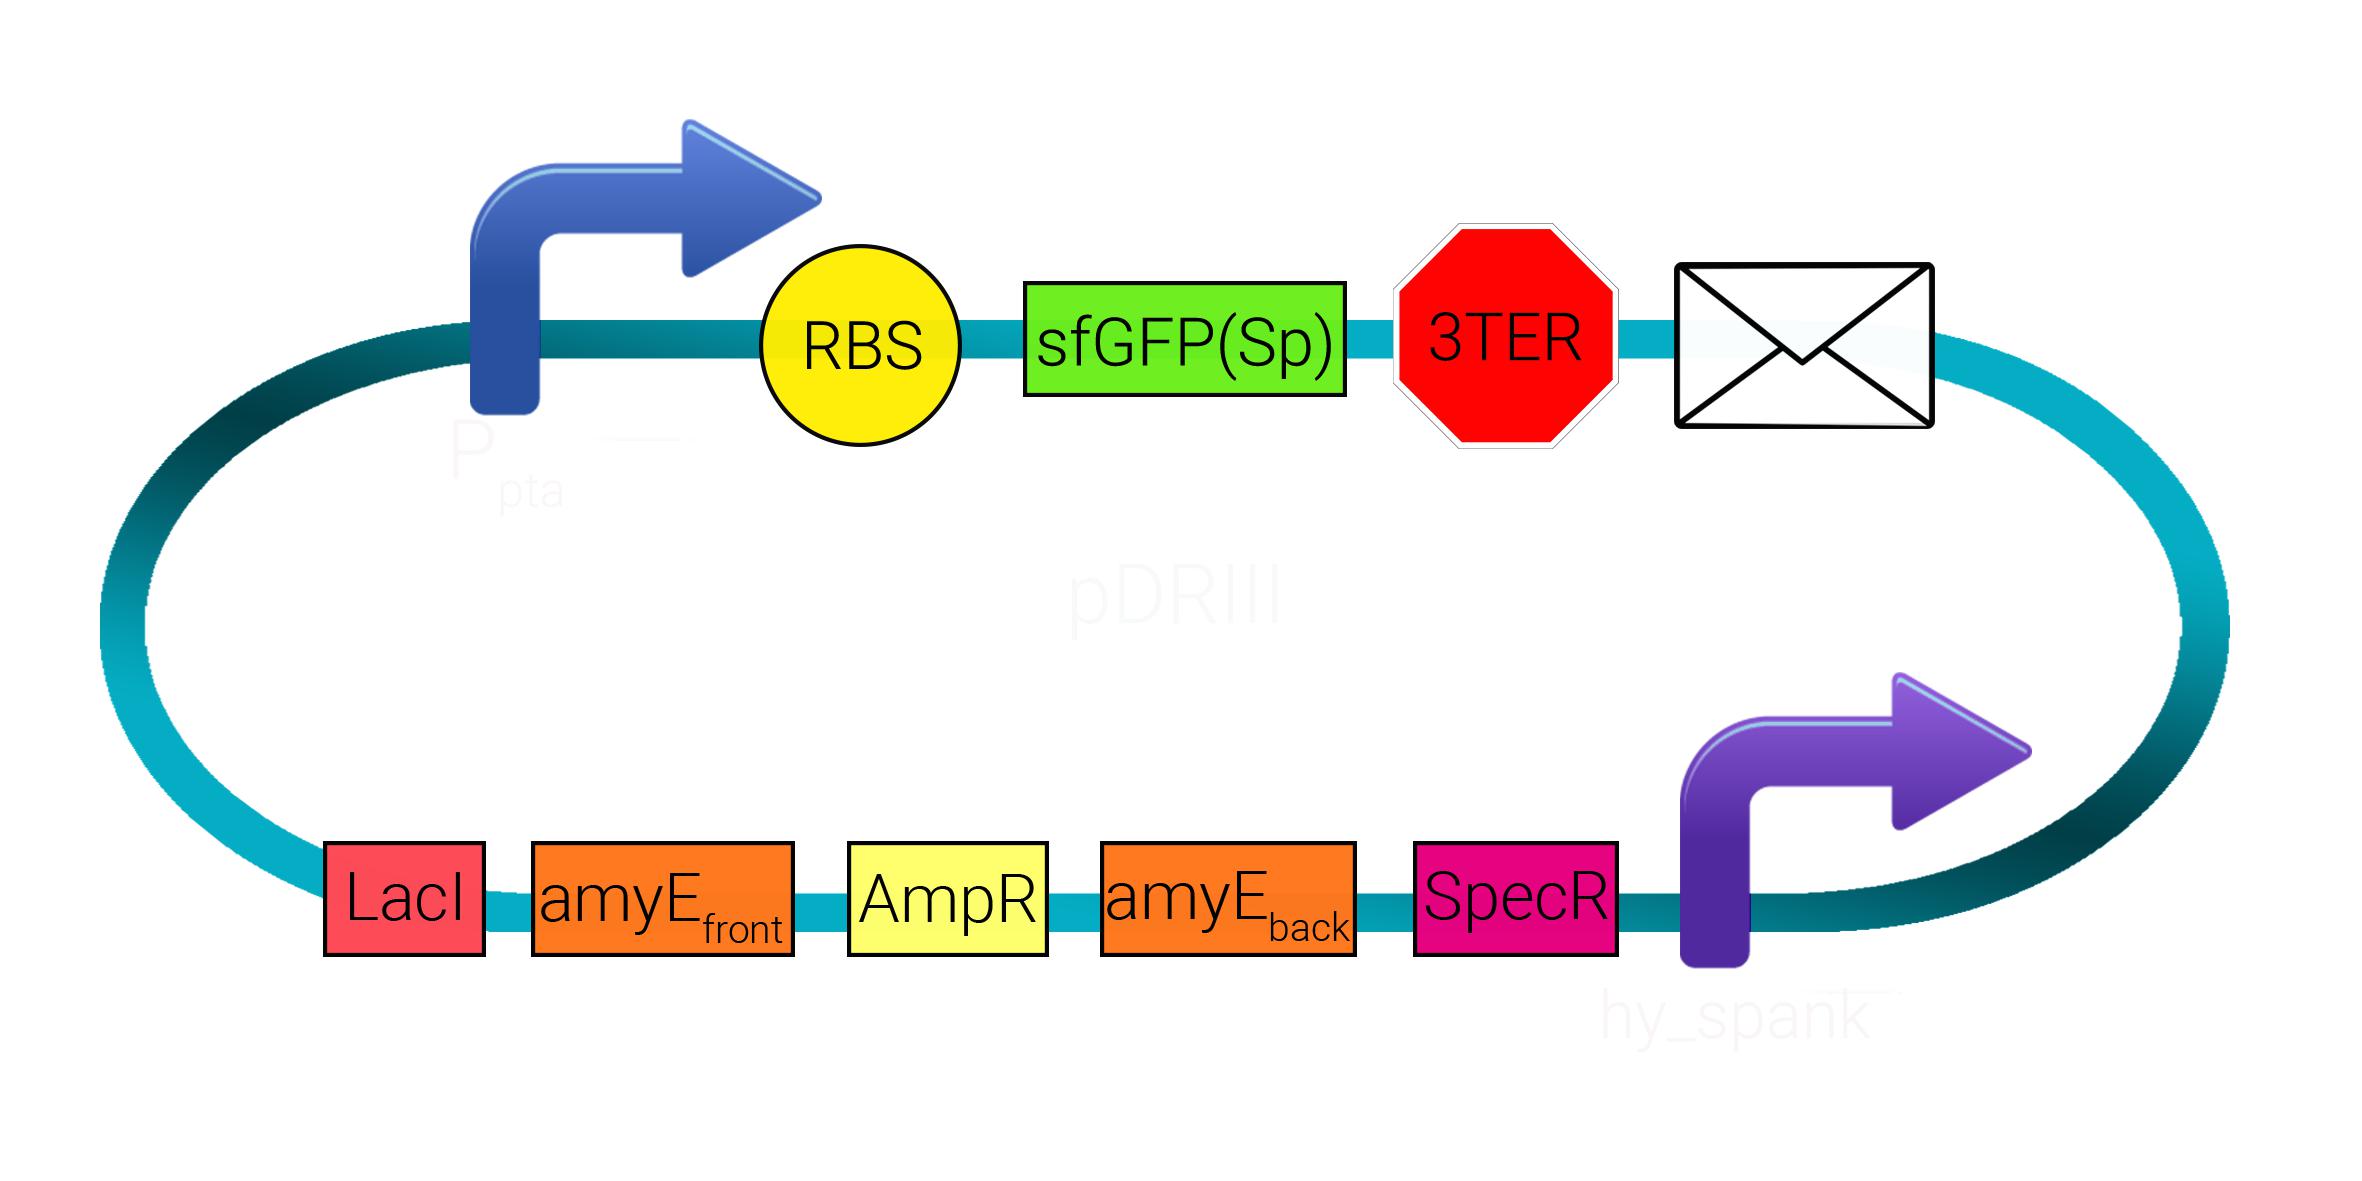 RBS
sfGFP(Sp)
3TER
P pta
pDRIII
LacI
amyE front
AmpR
amyE back
SpecR
hy_spank